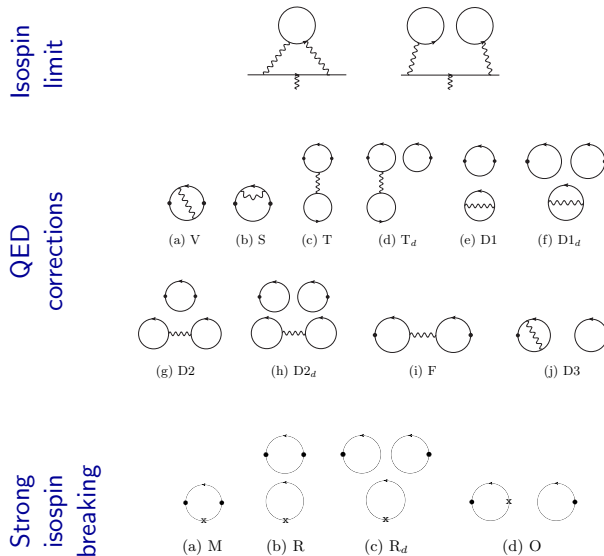 Isospin
limit
QED
corrections
(a) V
(b) S
(c) T
(d) T_d
(e) D1
(f) D1_d
(g) D2
(h) D2_d
(i) F
(j) D3
Strong
isospin
breaking
x
x
x
x
(a) M
(b) R
(c) R_d
(d) O